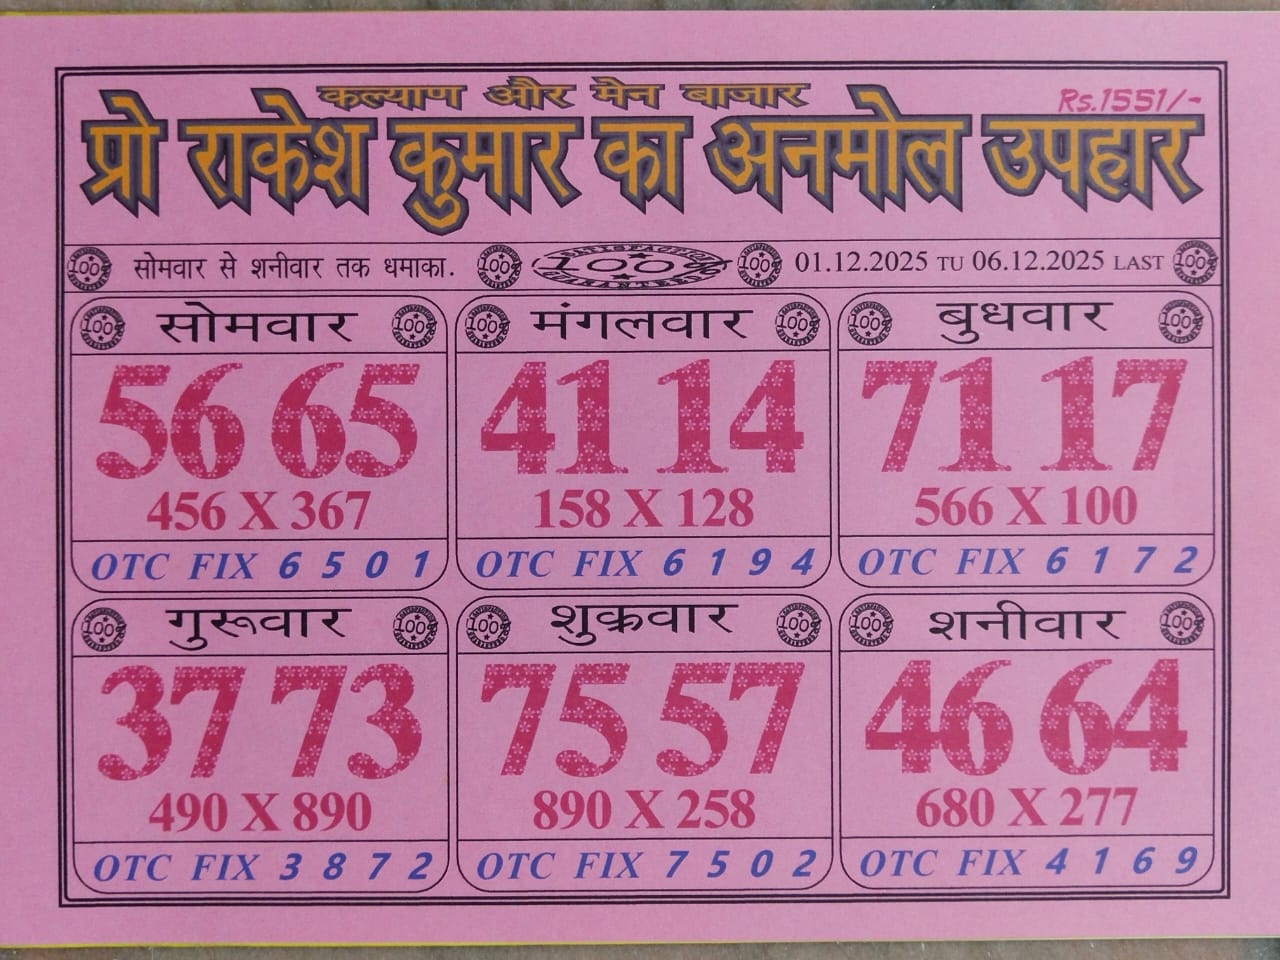 कल्याण और मेन बाजार
Rs.1551/-
प्रो राकेश कुमार का अनमोल उपहार
सोमवार से शनीवार तक धमाका.
SATISFACTION
100%
GUARANTEED
01.12.2025 TU 06.12.2025 LAST
सोमवार
56 65
456 X 367
OTC FIX 6 5 0 1
मंगलवार
41 14
158 X 128
OTC FIX 6 1 9 4
बुधवार
71 17
566 X 100
OTC FIX 6 1 7 2
गुरूवार
37 73
490 X 890
OTC FIX 3 8 7 2
शुक्रवार
75 57
890 X 258
OTC FIX 7 5 0 2
शनीवार
46 64
680 X 277
OTC FIX 4 1 6 9